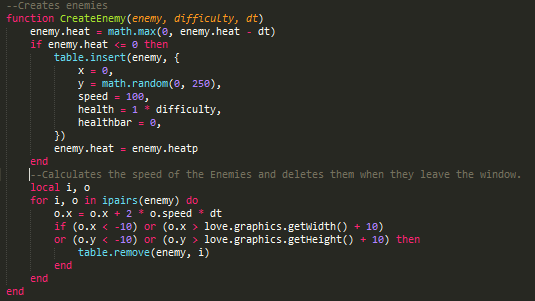 --Creates enemies
function CreateEnemy(enemy, difficulty, dt)
    enemy.heat = math.max(0, enemy.heat - dt)
    if enemy.heat <= 0 then
        table.insert(enemy, {
            x = 0,
            y = math.random(0, 250),
            speed = 100,
            health = 1 * difficulty,
            healthbar = 0,
        })
        enemy.heat = enemy.heatp
    end
    --Calculates the speed of the Enemies and deletes them when they leave the window.
    local i, o
    for i, o in ipairs(enemy) do
        o.x = o.x + 2 * o.speed * dt
        if (o.x < -10) or (o.x > love.graphics.getWidth() + 10)
        or (o.y < -10) or (o.y > love.graphics.getHeight() + 10) then
            table.remove(enemy, i)
        end
    end
end